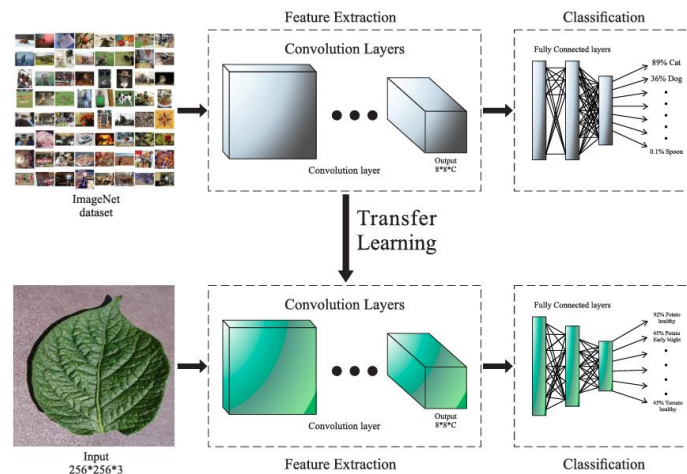 Feature Extraction
Classification
Convolution Layers
Fully Connected layers
89% Cat
36% Dog
0.1% Spoon
Convolution layer
Output
8*8*C
ImageNet
dataset
Transfer
Learning
Convolution Layers
Fully Connected layers
92% Potato
healthy
45% Potato
Early blight
45% Tomato
healthy
Convolution layer
Output
8*8*C
Input
256*256*3
Feature Extraction
Classification